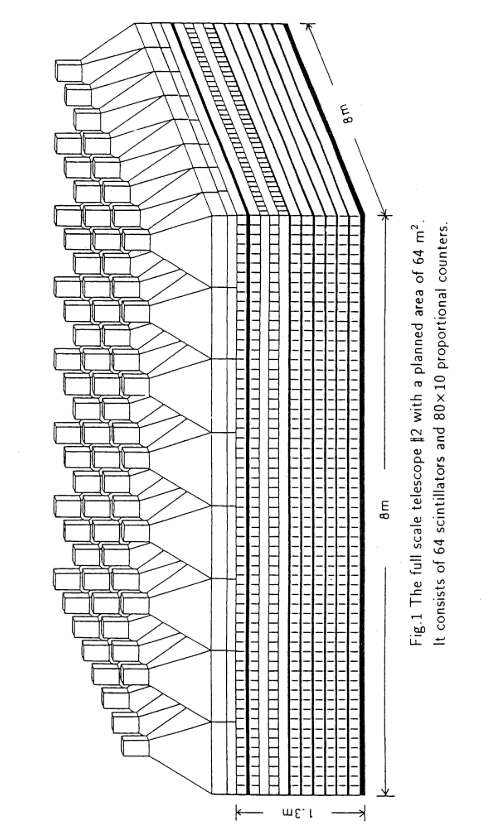 8m
8m
1.3m
Fig.1 The full scale telescope #2 with a planned area of 64 m².
It consists of 64 scintillators and 80×10 proportional counters.